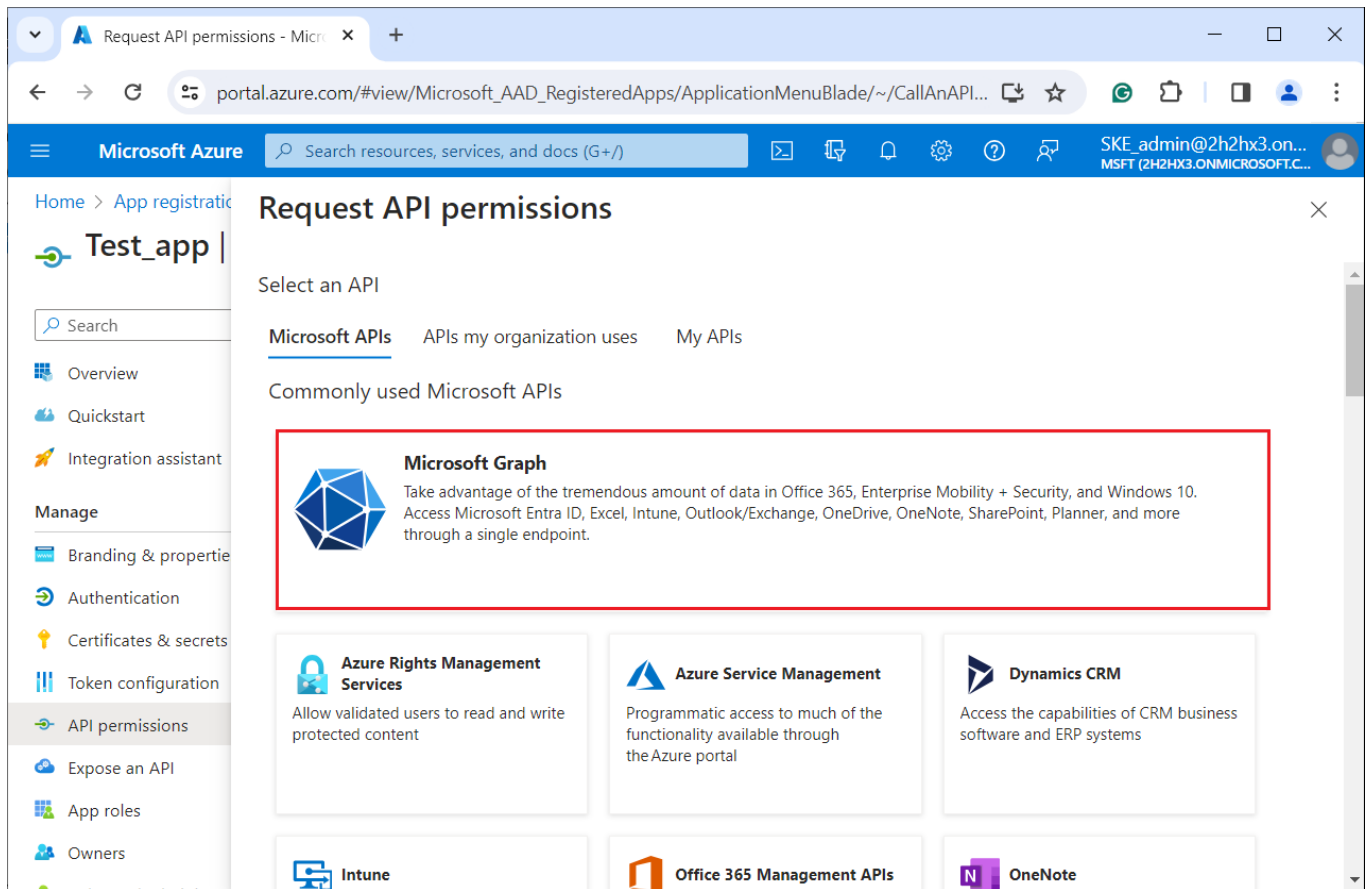 Request API permissions - Micro
portal.azure.com/#view/Microsoft_AAD_RegisteredApps/ApplicationMenuBlade/~/CallAnAPI...
Microsoft Azure
Search resources, services, and docs (G+/)
SKE_admin@2h2hx3.on...
MSFT (2H2HX3.ONMICROSOFT.C...
Home > App registratio
Test_app |
Search
Overview
Quickstart
Integration assistant
Manage
Branding & propertie
Authentication
Certificates & secrets
Token configuration
API permissions
Expose an API
App roles
Owners
Request API permissions
Select an API
Microsoft APIs
APIs my organization uses
My APIs
Commonly used Microsoft APIs
Microsoft Graph
Take advantage of the tremendous amount of data in Office 365, Enterprise Mobility + Security, and Windows 10.
Access Microsoft Entra ID, Excel, Intune, Outlook/Exchange, OneDrive, OneNote, SharePoint, Planner, and more
through a single endpoint.
Azure Rights Management
Services
Allow validated users to read and write
protected content
Azure Service Management
Programmatic access to much of the
functionality available through
the Azure portal
Dynamics CRM
Access the capabilities of CRM business
software and ERP systems
Intune
Office 365 Management APIs
OneNote